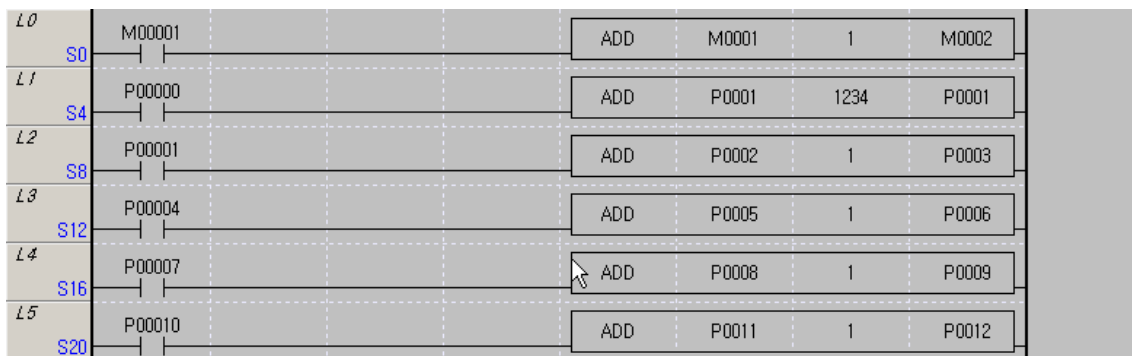 L0 M00001 ADD M0001 1 M0002
S0
L1 P00000 ADD P0001 1234 P0001
S4
L2 P00001 ADD P0002 1 P0003
S8
L3 P00004 ADD P0005 1 P0006
S12
L4 P00007 ADD P0008 1 P0009
S16
L5 P00010 ADD P0011 1 P0012
S20